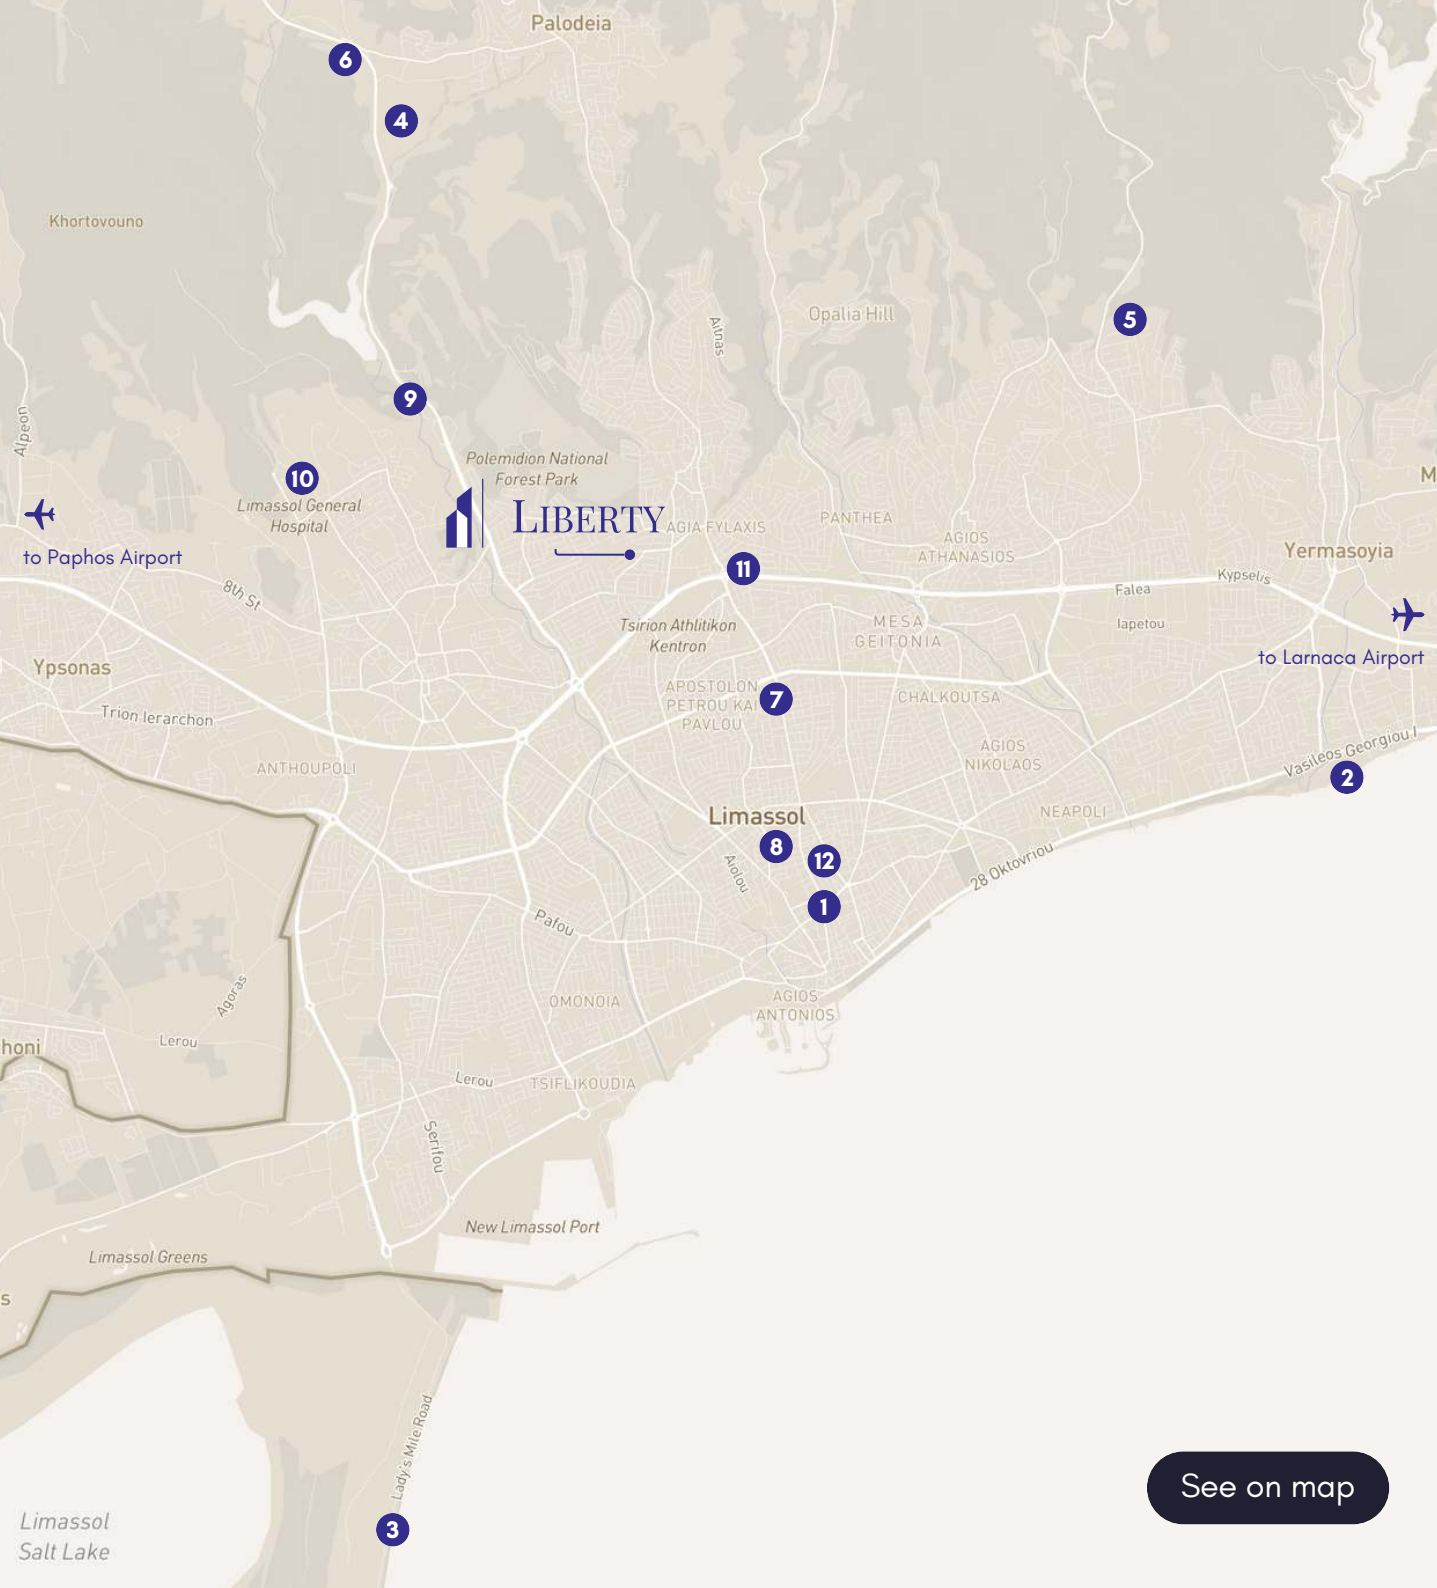 Palodeia
6
4
Khortovouno
Opalia Hill
5
Aitnas
9
Alpeon
Polemidion National
Forest Park
10
Limassol General
Hospital
LIBERTY
AGIA FYLAXIS
PANTHEA
AGIOS
ATHANASIOS
M
to Paphos Airport
Yermasoyia
11
8th St
Kypselis
Falea
Tsirion Athlitikon
Kentron
MESA
GEITONIA
Iapetou
to Larnaca Airport
Ypsonas
APOSTOLON
PETROU KAI
PAVLOU
7
CHALKOUTSA
Trion Ierarchon
ANTHOUPOLI
AGIOS
NIKOLAOS
Vasileos Georgiou I
2
Limassol
NEAPOLI
8
12
Aiolou
28 Oktovriou
1
Pafou
Agoras
OMONOIA
AGIOS
ANTONIOS
honi
Lerou
Lerou
TSIFLIKOUDIA
Serifou
New Limassol Port
Limassol Greens
s
Lady's Mile Road
See on map
Limassol
Salt Lake
3